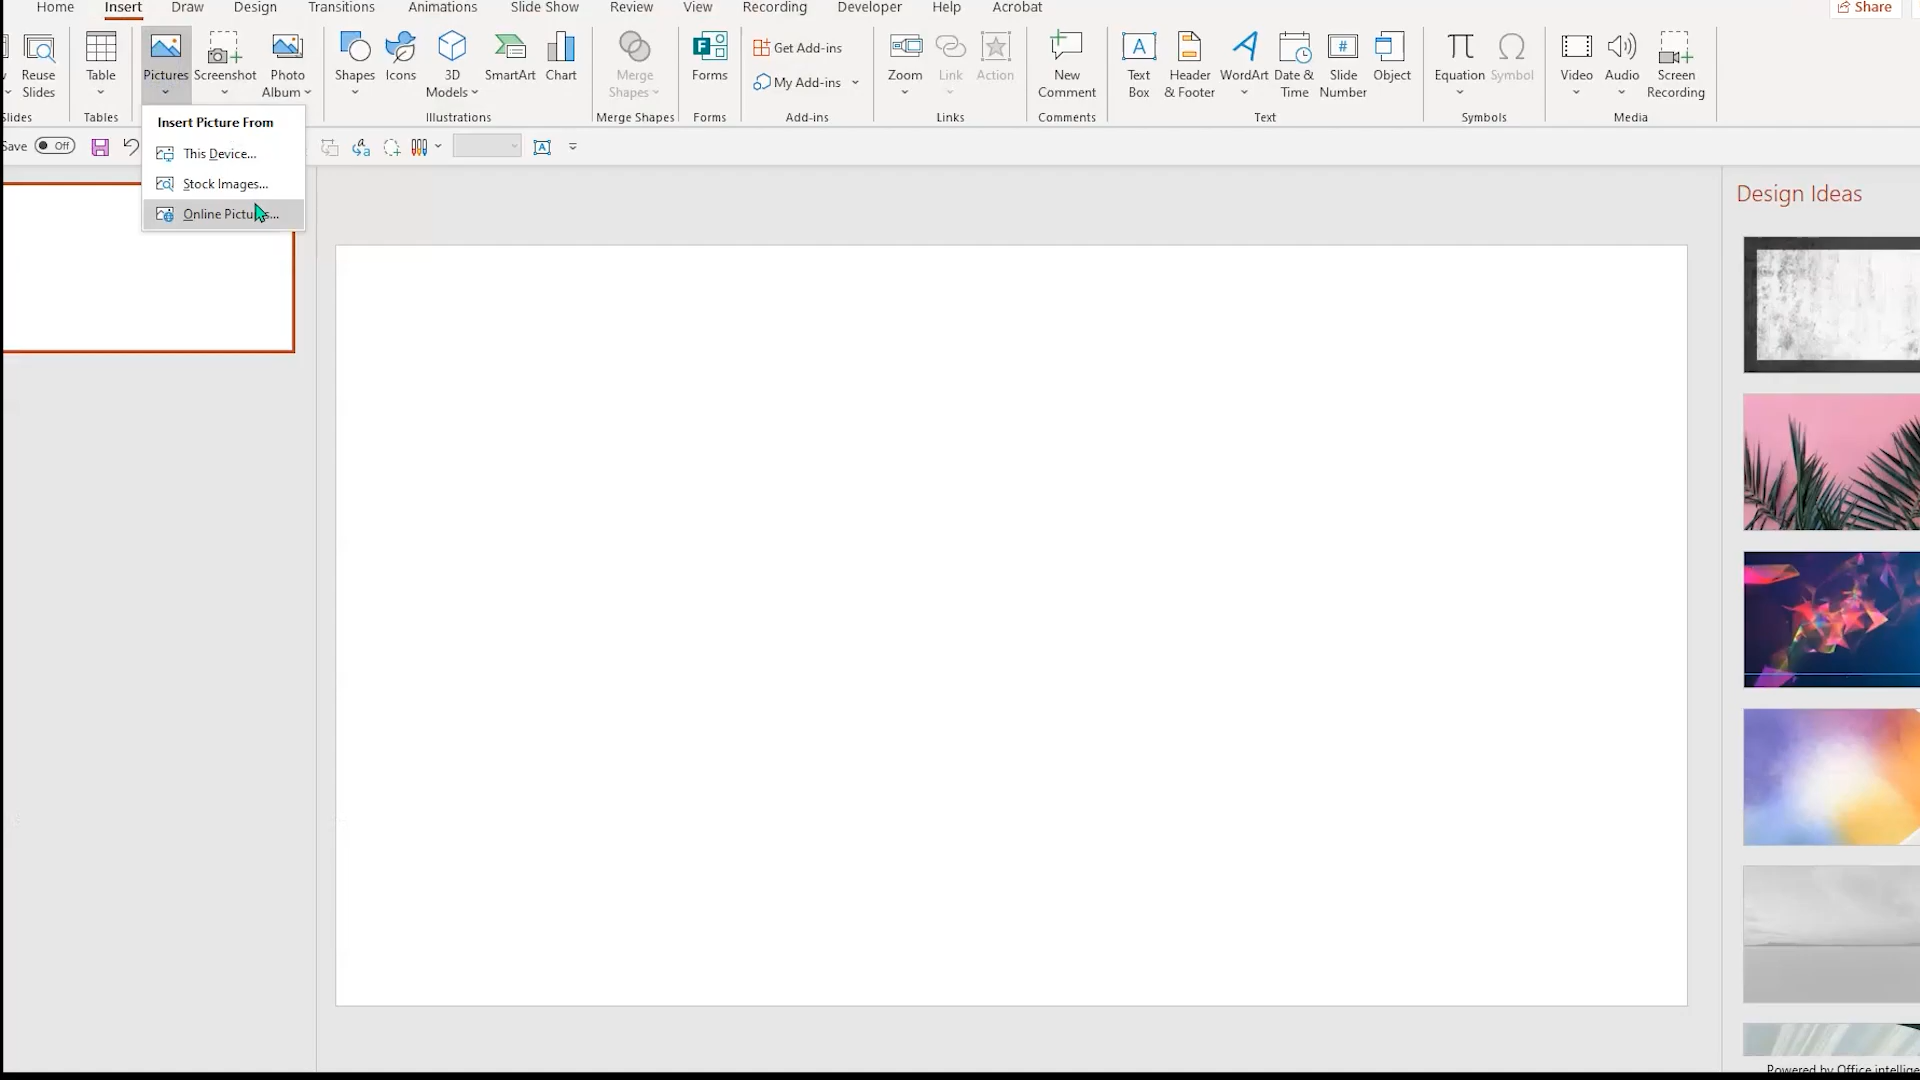 Home Insert Draw Design Transitions Animations Slide Show Review View Recording Developer Help Acrobat Share
Reuse Slides
Table
Pictures
Screenshot
Photo Album
Shapes
Icons
3D Models
SmartArt
Chart
Merge Shapes
Forms
Get Add-ins
My Add-ins
Zoom
Link
Action
New Comment
Text Box
Header & Footer
WordArt
Date & Time
Slide Number
Object
Equation
Symbol
Video
Audio
Screen Recording
Tables Illustrations Merge Shapes Forms Add-ins Links Comments Text Symbols Media
Insert Picture From
Off
This Device...
Stock Images...
Online
Design Ideas
Powered by Office